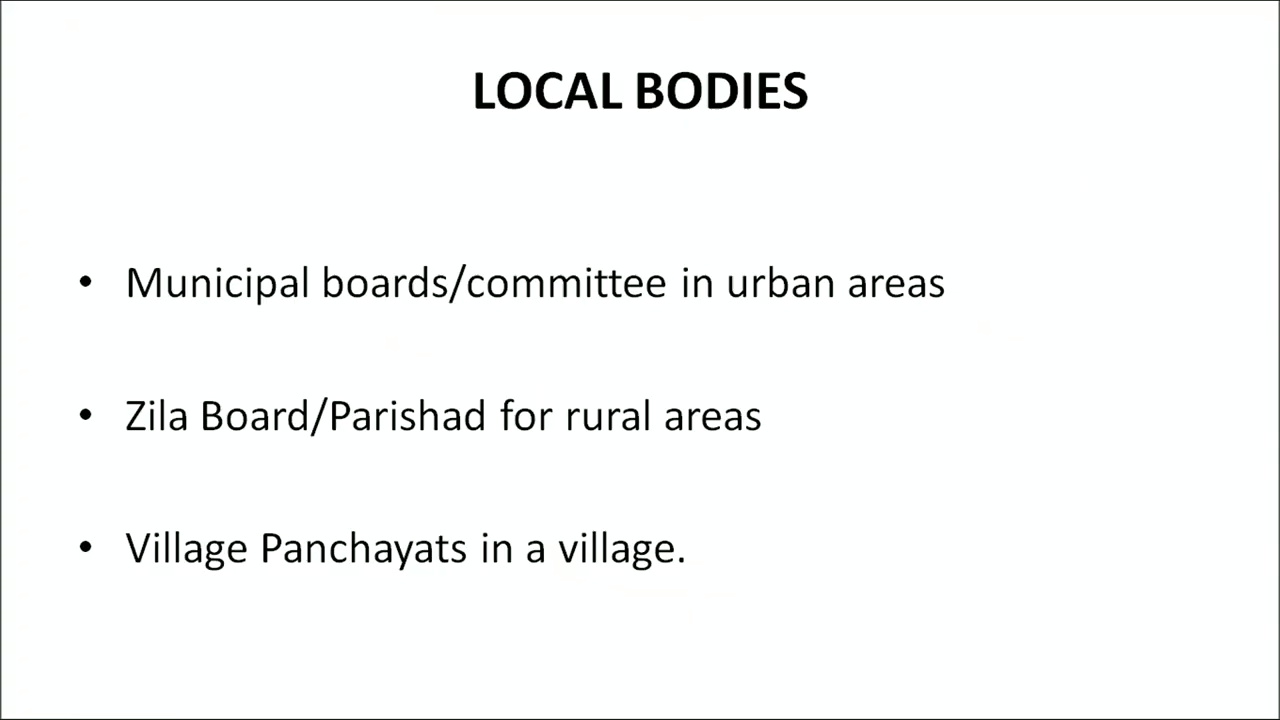 LOCAL BODIES
• Municipal boards/committee in urban areas
• Zila Board/Parishad for rural areas
• Village Panchayats in a village.